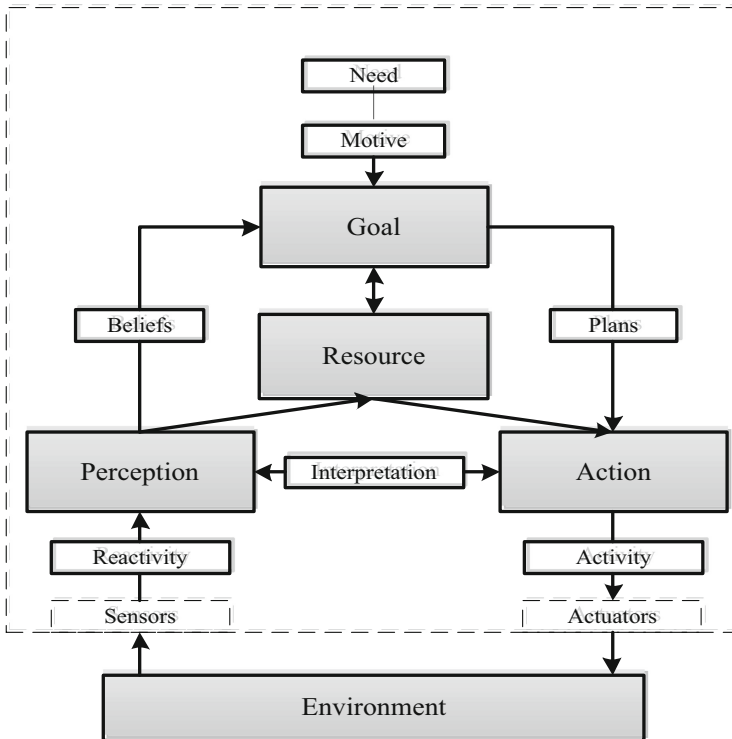 Need
Motive
Goal
Beliefs
Plans
Resource
Perception
Interpretation
Action
Reactivity
Activity
Sensors
Actuators
Environment